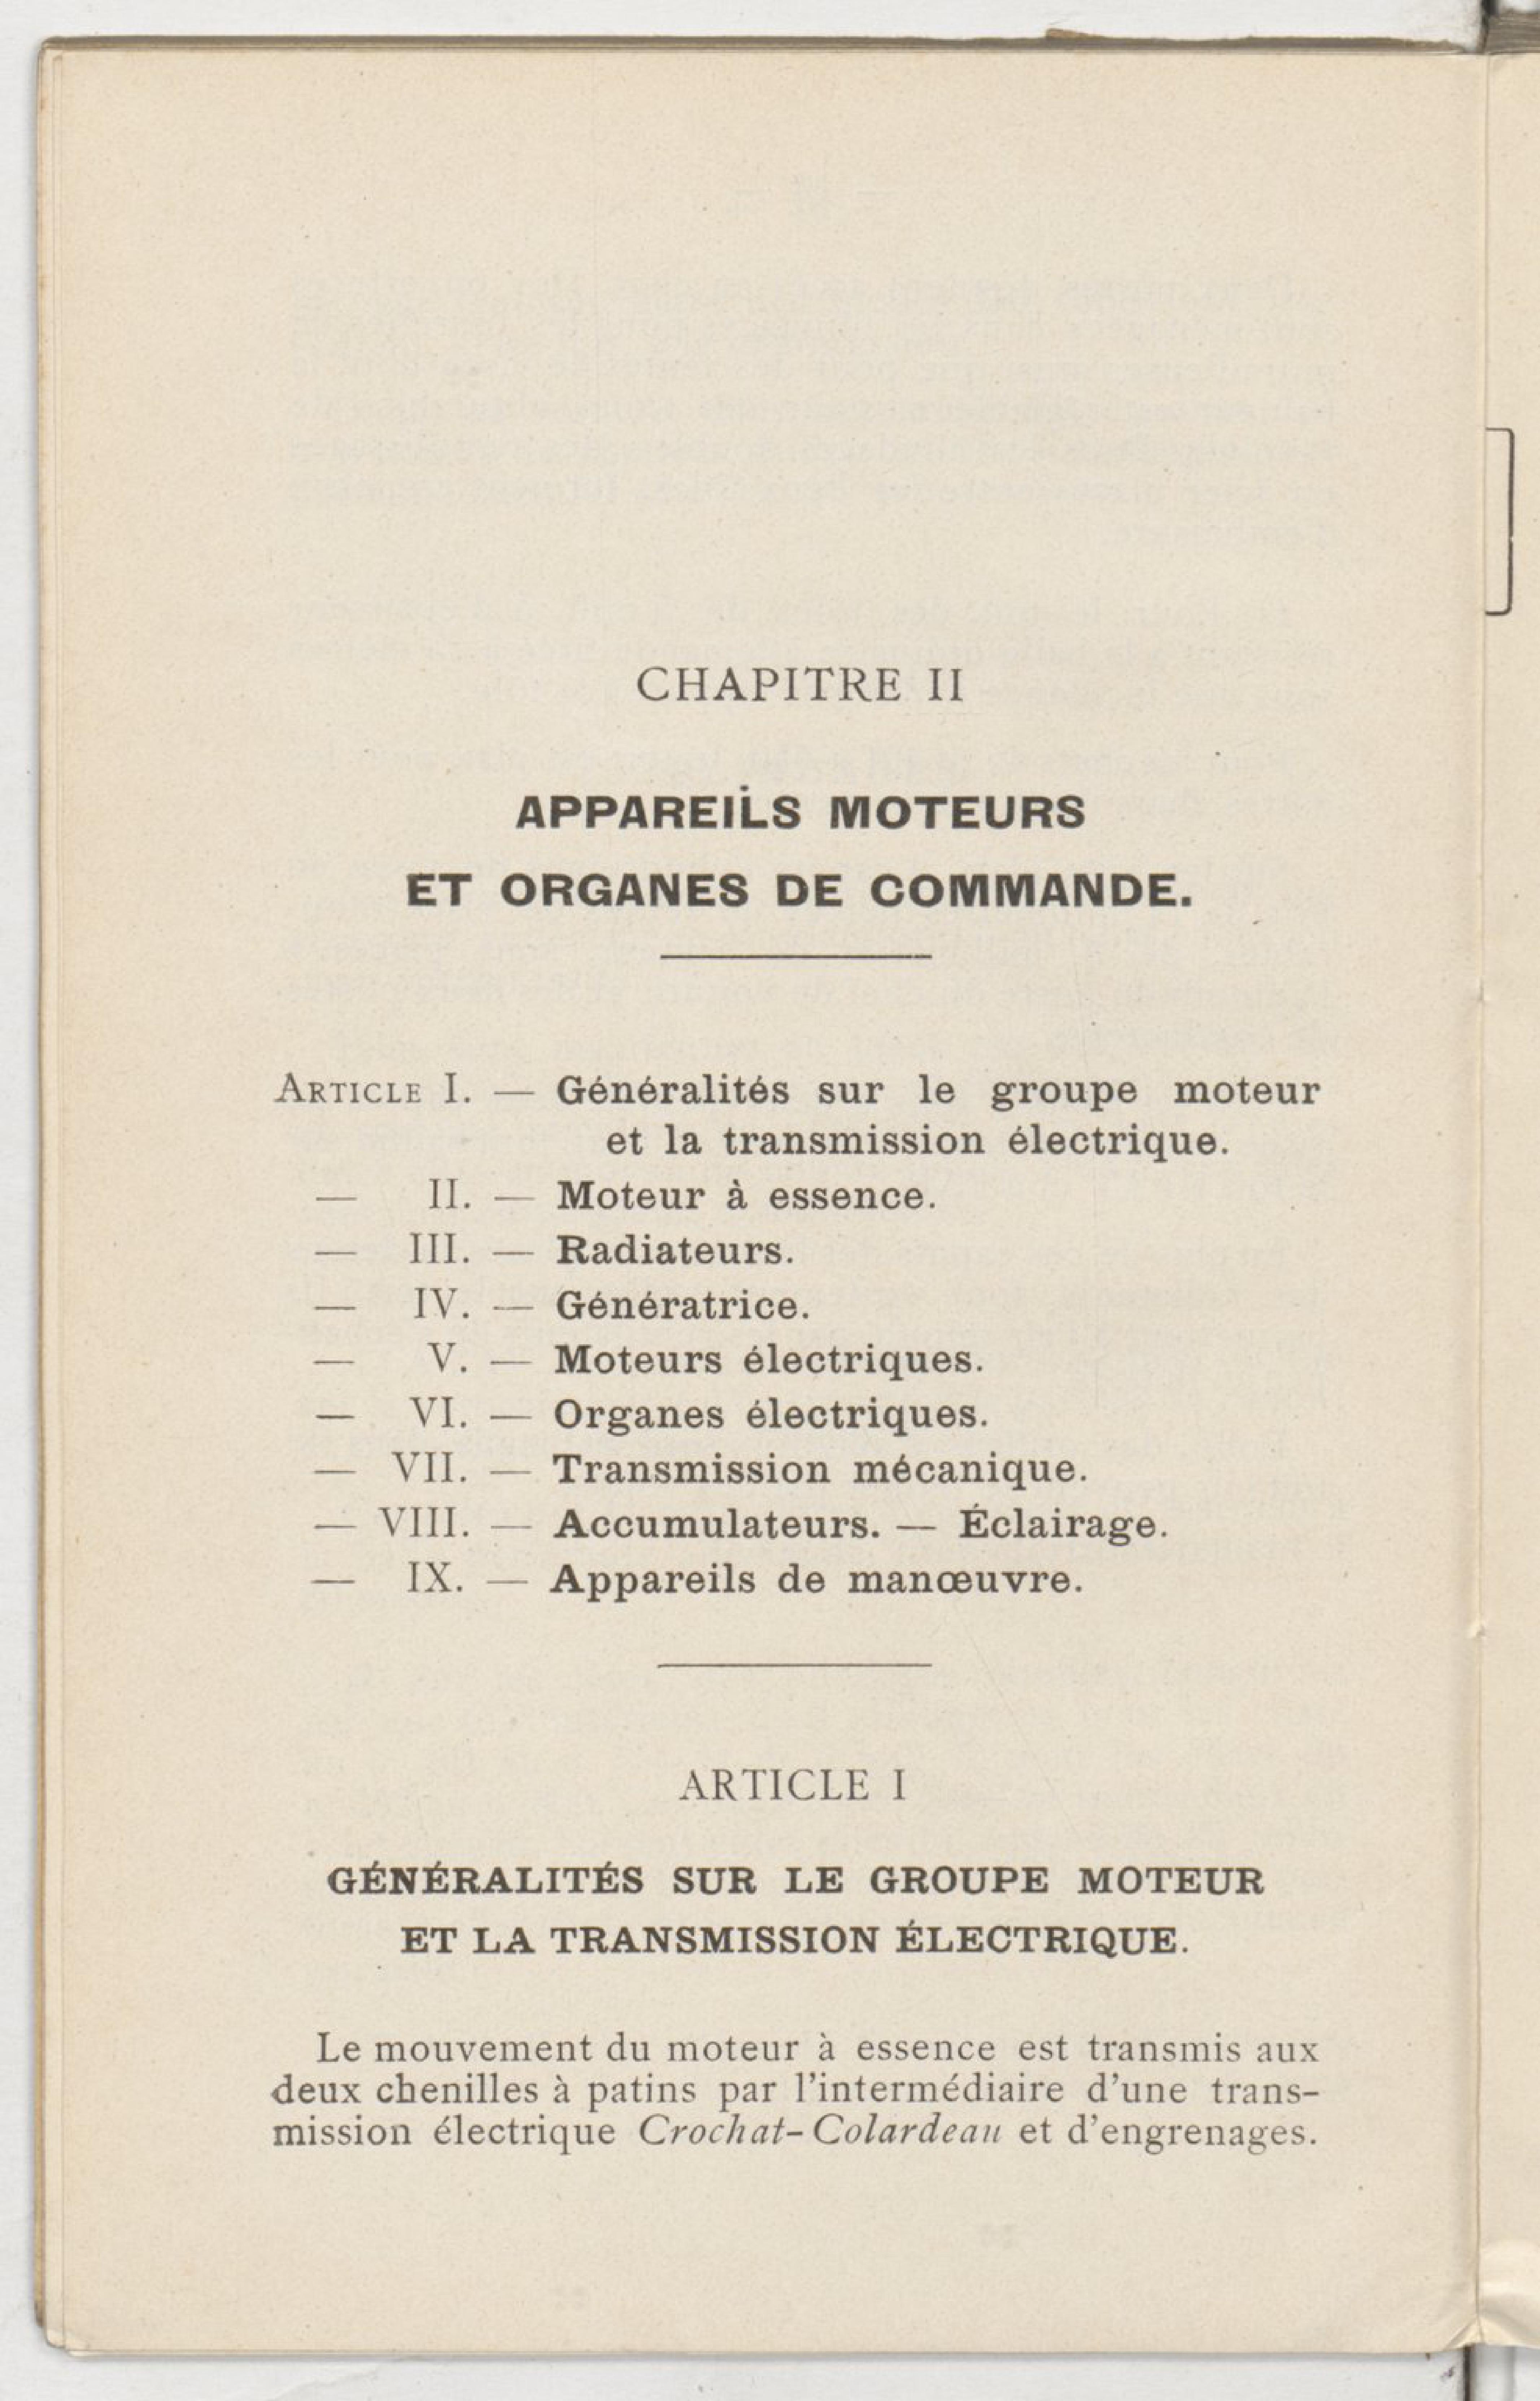 CHAPITRE II
APPAREILS MOTEURS
ET ORGANES DE COMMANDE.
ARTICLE I. — Généralités sur le groupe moteur
et la transmission électrique.
— II. — Moteur à essence.
— III. — Radiateurs.
— IV. — Génératrice.
— V. — Moteurs électriques.
— VI. — Organes électriques.
— VII. — Transmission mécanique.
— VIII. — Accumulateurs. — Éclairage.
— IX. — Appareils de manœuvre.
ARTICLE I
GÉNÉRALITÉS SUR LE GROUPE MOTEUR
ET LA TRANSMISSION ÉLECTRIQUE.
Le mouvement du moteur à essence est transmis aux
deux chenilles à patins par l'intermédiaire d'une trans-
mission électrique Crochat-Colardeau et d'engrenages.